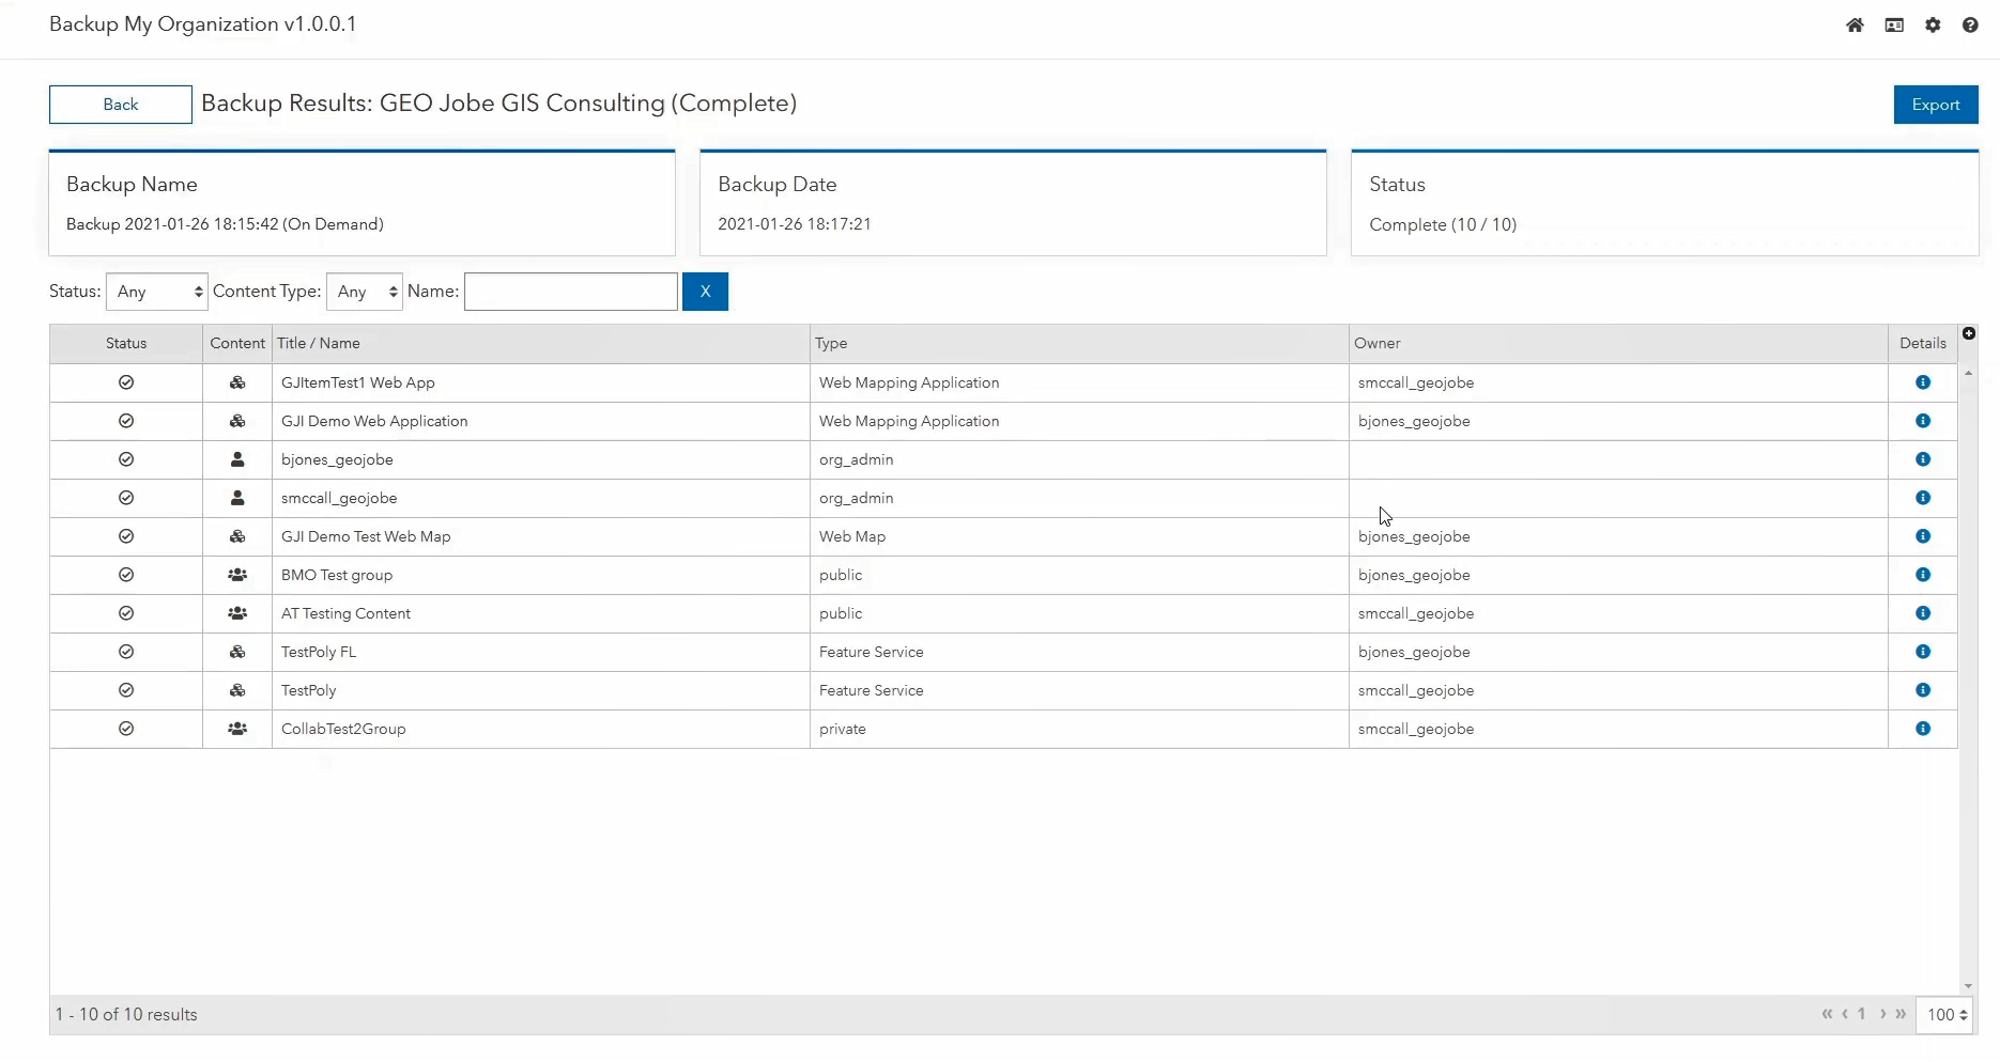 Backup My Organization v1.0.0.1
Back
Backup Results: GEO Jobe GIS Consulting (Complete)
Export
Backup Name
Backup 2021-01-26 18:15:42 (On Demand)
Backup Date
2021-01-26 18:17:21
Status
Complete (10 / 10)
Status: Any Content Type: Any Name: X
Status Content Title / Name Type Owner Details
GJItemTest1 Web App Web Mapping Application smccall_geojobe
GJI Demo Web Application Web Mapping Application bjones_geojobe
bjones_geojobe org_admin
smccall_geojobe org_admin
GJI Demo Test Web Map Web Map bjones_geojobe
BMO Test group public bjones_geojobe
AT Testing Content public smccall_geojobe
TestPoly FL Feature Service bjones_geojobe
TestPoly Feature Service smccall_geojobe
CollabTest2Group private smccall_geojobe
1 - 10 of 10 results « ‹ 1 › » 100